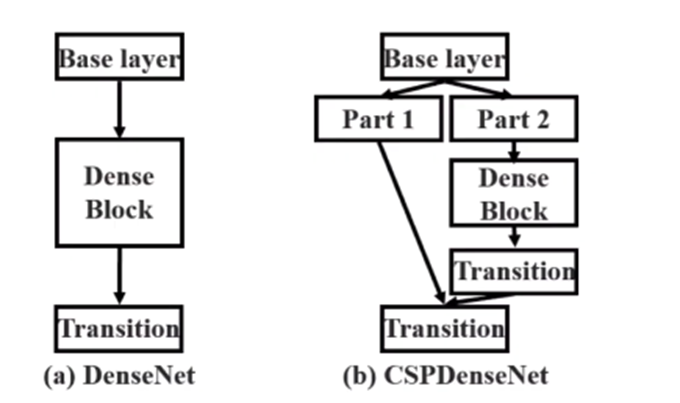 Base layer
Dense
Block
Transition
(a) DenseNet
Base layer
Part 1
Part 2
Dense
Block
Transition
Transition
(b) CSPDenseNet